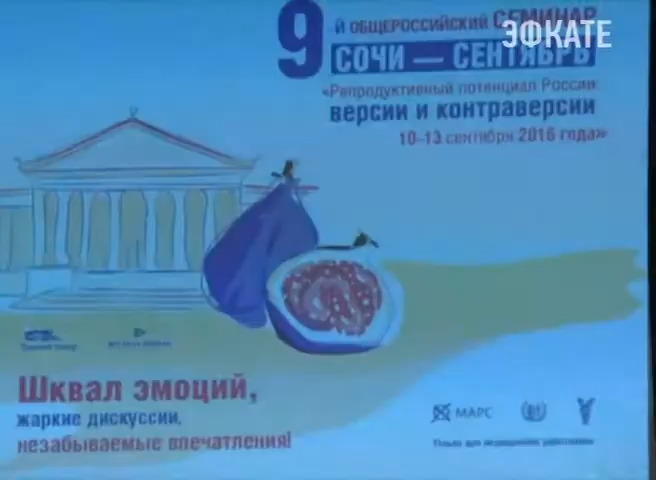 9-й ОБЩЕРОССИЙСКИЙ СЕМИНАР
ЭФКАТЕ
СОЧИ — СЕНТЯБРЬ
«Репродуктивный потенциал России:
версии и контраверсии
10-13 сентября 2016 года»
Шквал эмоций,
жаркие дискуссии,
незабываемые впечатления!
МАРС